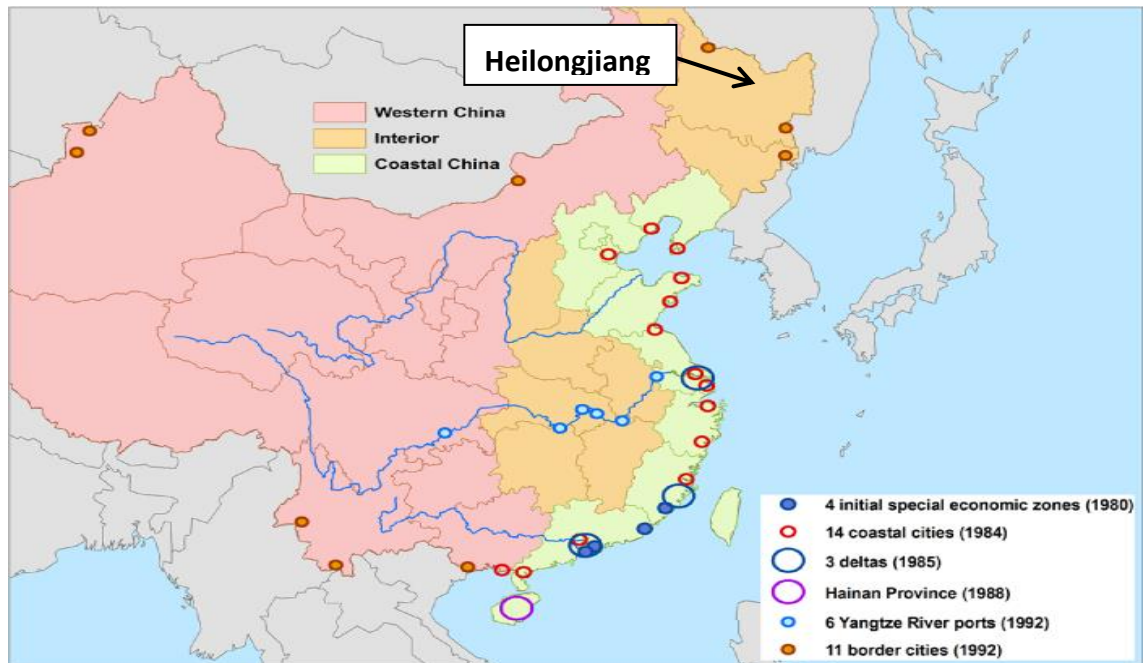 Heilongjiang
Western China
Interior
Coastal China
4 initial special economic zones (1980)
14 coastal cities (1984)
3 deltas (1985)
Hainan Province (1988)
6 Yangtze River ports (1992)
11 border cities (1992)